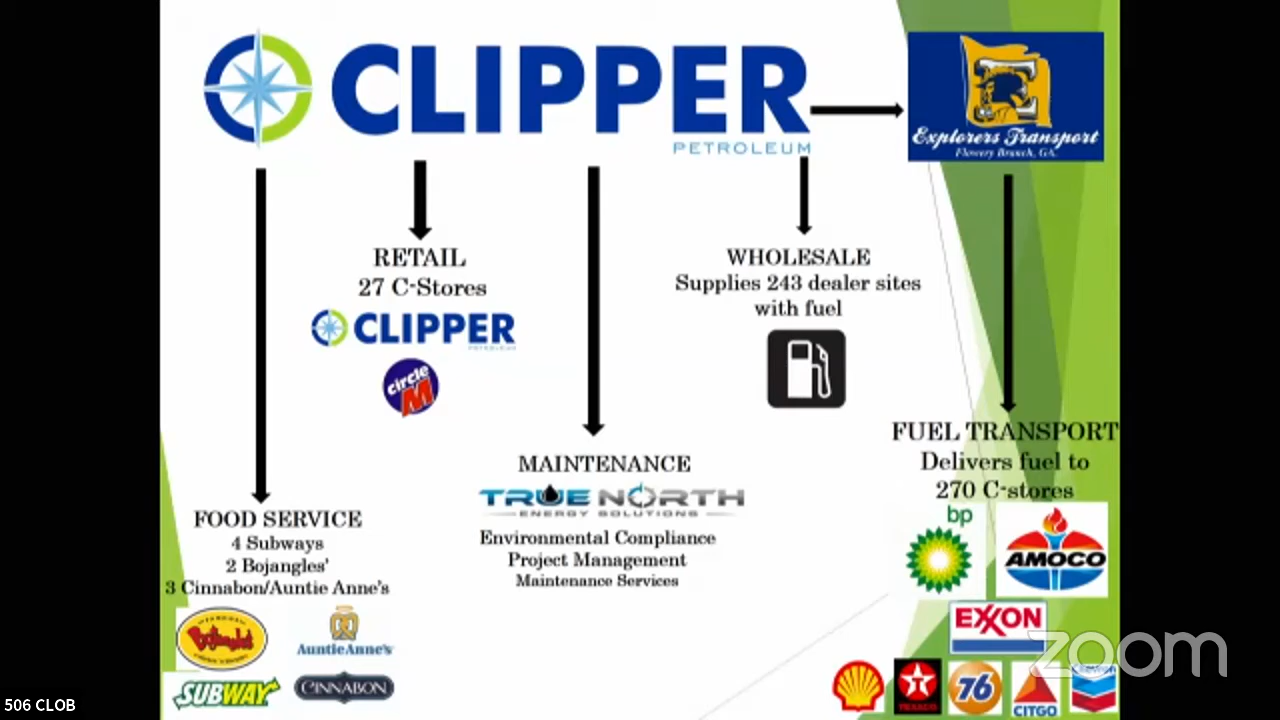 CLIPPER
PETROLEUM
Explorers Transport
Flowery Branch, GA.
RETAIL
27 C-Stores
CLIPPER
PETROLEUM
circle
M
WHOLESALE
Supplies 243 dealer sites
with fuel
MAINTENANCE
TRUE NORTH
ENERGY SOLUTIONS
Environmental Compliance
Project Management
Maintenance Services
FUEL TRANSPORT
Delivers fuel to
270 C-stores
bp
AMOCO
EXXON
TEXACO
76
CITGO
Chevron
FOOD SERVICE
4 Subways
2 Bojangles'
3 Cinnabon/Auntie Anne's
Bojangles'
AuntieAnne's
SUBWAY
CINNABON
zoom
506 CLOB